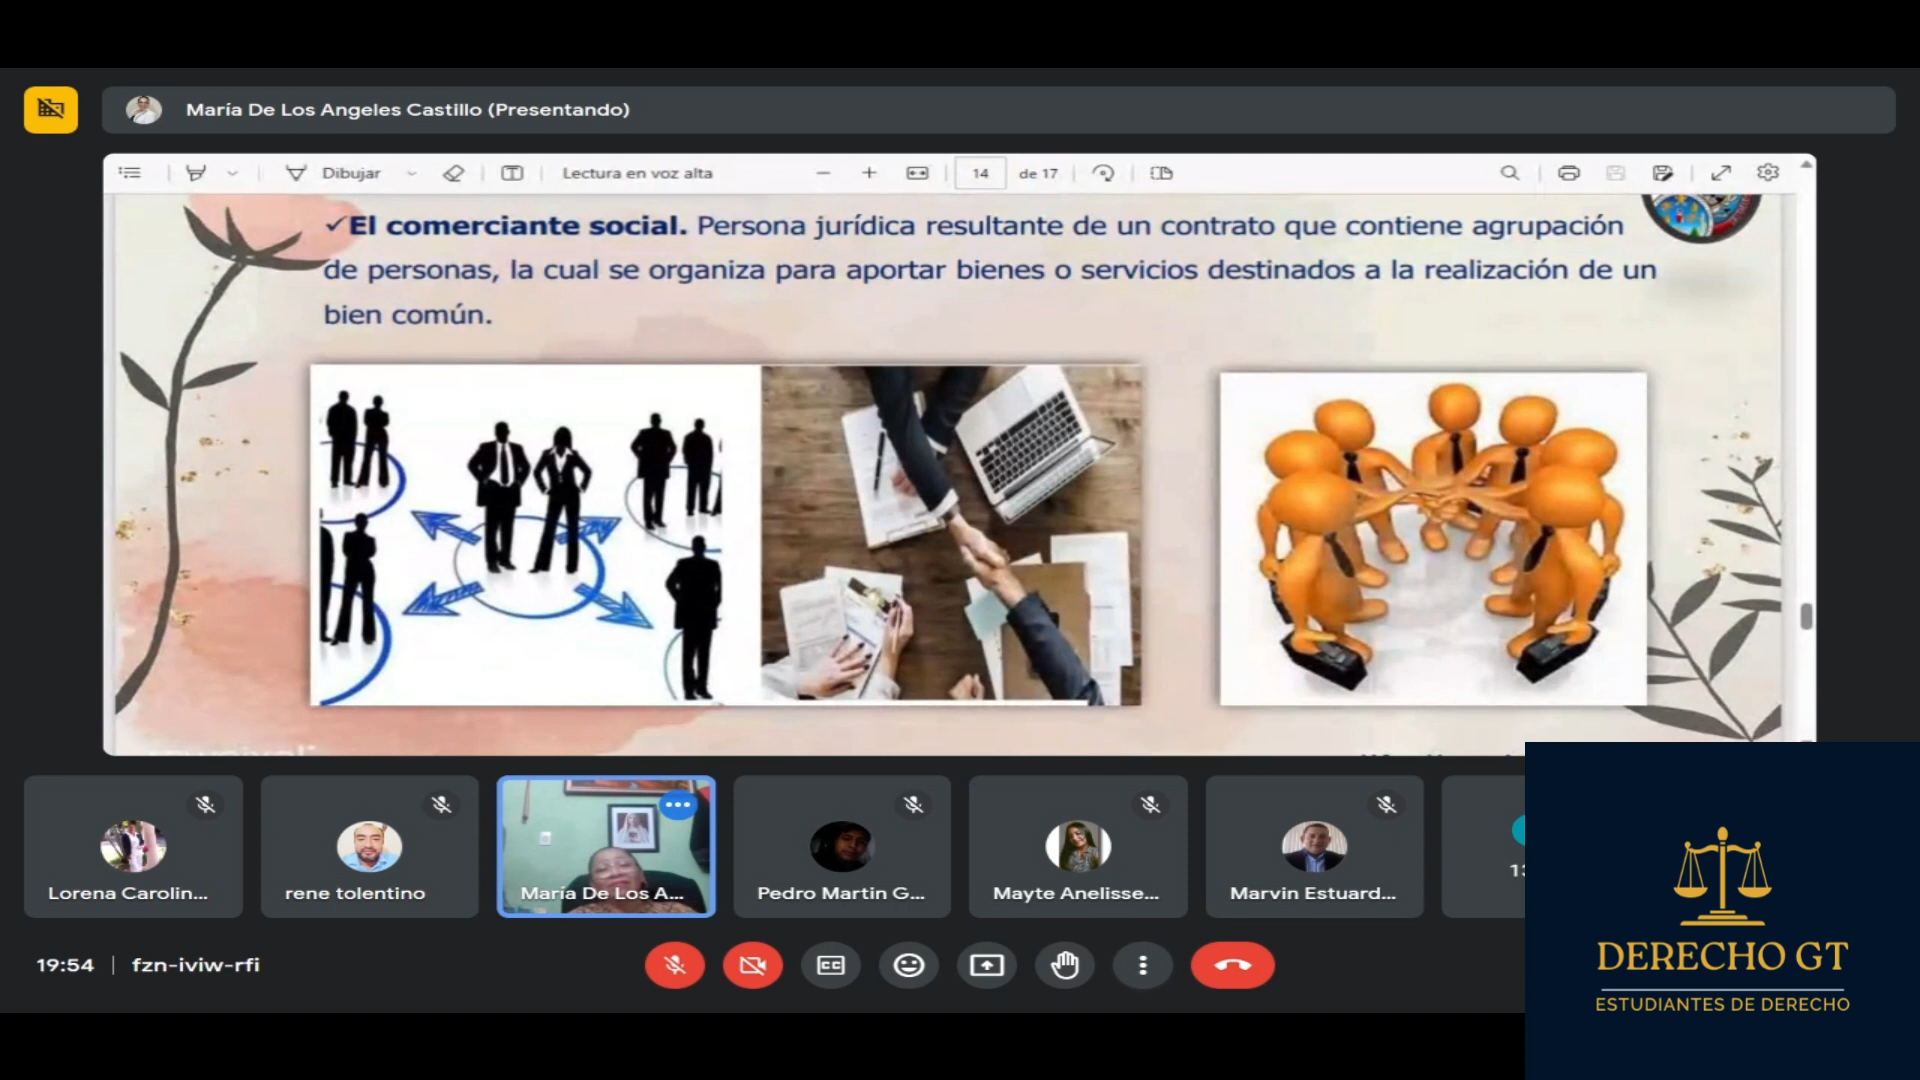 María De Los Angeles Castillo (Presentando)
Dibujar
Lectura en voz alta
14
de 17
✓El comerciante social. Persona jurídica resultante de un contrato que contiene agrupación
de personas, la cual se organiza para aportar bienes o servicios destinados a la realización de un
bien común.
Lorena Carolin...
rene tolentino
María De Los A...
Pedro Martin G...
Mayte Anelisse...
Marvin Estuard...
19:54 | fzn-iviw-rfi
DERECHO GT
ESTUDIANTES DE DERECHO